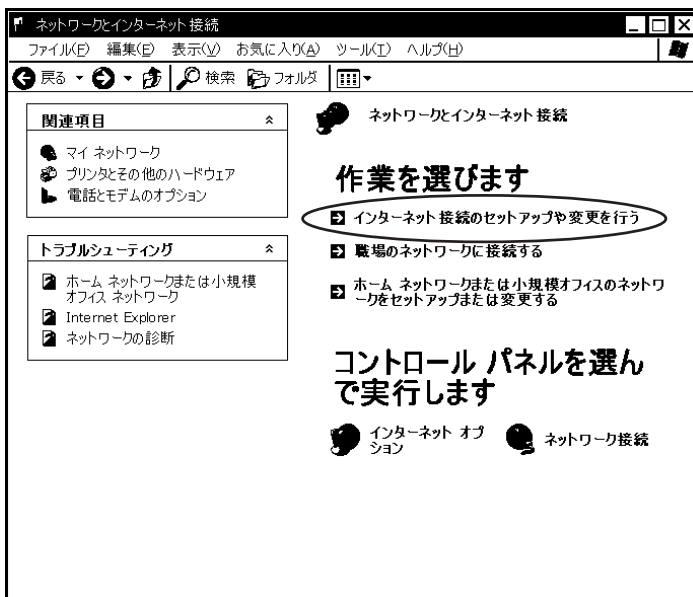 ネットワークとインターネット接続
ファイル(F) 編集(E) 表示(V) お気に入り(A) ツール(T) ヘルプ(H)
戻る 検索 フォルダ
関連項目
マイ ネットワーク
プリンタとその他のハードウェア
電話とモデムのオプション
トラブルシューティング
ホーム ネットワークまたは小規模
オフィス ネットワーク
Internet Explorer
ネットワークの診断
ネットワークとインターネット接続
作業を選びます
インターネット接続のセットアップや変更を行う
職場のネットワークに接続する
ホーム ネットワークまたは小規模オフィスのネットワ
ークをセットアップまたは変更する
コントロール パネルを選ん
で実行します
インターネット オプ
ション
ネットワーク接続